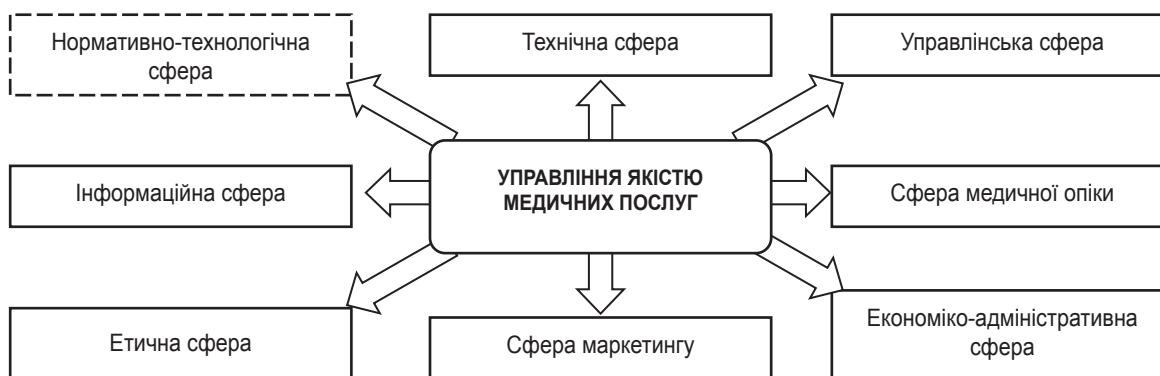 Нормативно-технологічна
сфера
Технічна сфера
Управлінська сфера
Інформаційна сфера
УПРАВЛІННЯ ЯКІСТЮ
МЕДИЧНИХ ПОСЛУГ
Сфера медичної опіки
Етична сфера
Сфера маркетингу
Економіко-адміністративна
сфера